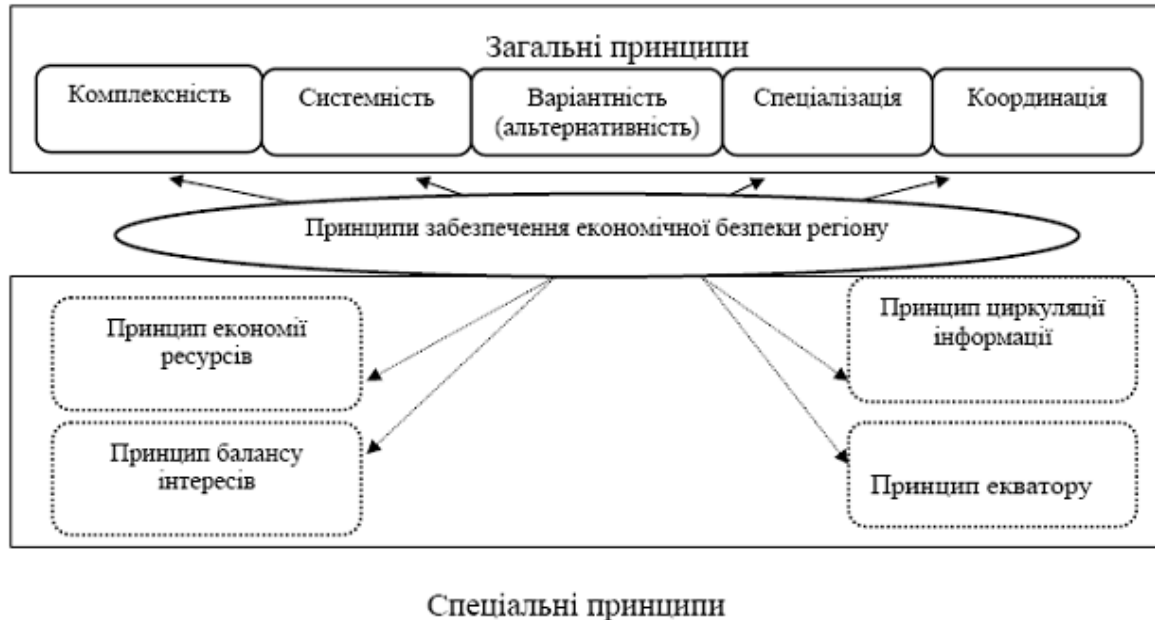 Загальні принципи
Комплексність
Системність
Варіантність
(альтернативність)
Спеціалізація
Координація
Принципи забезпечення економічної безпеки регіону
Принцип економії
ресурсів
Принцип циркуляції
інформації
Принцип балансу
інтересів
Принцип екватору
Спеціальні принципи